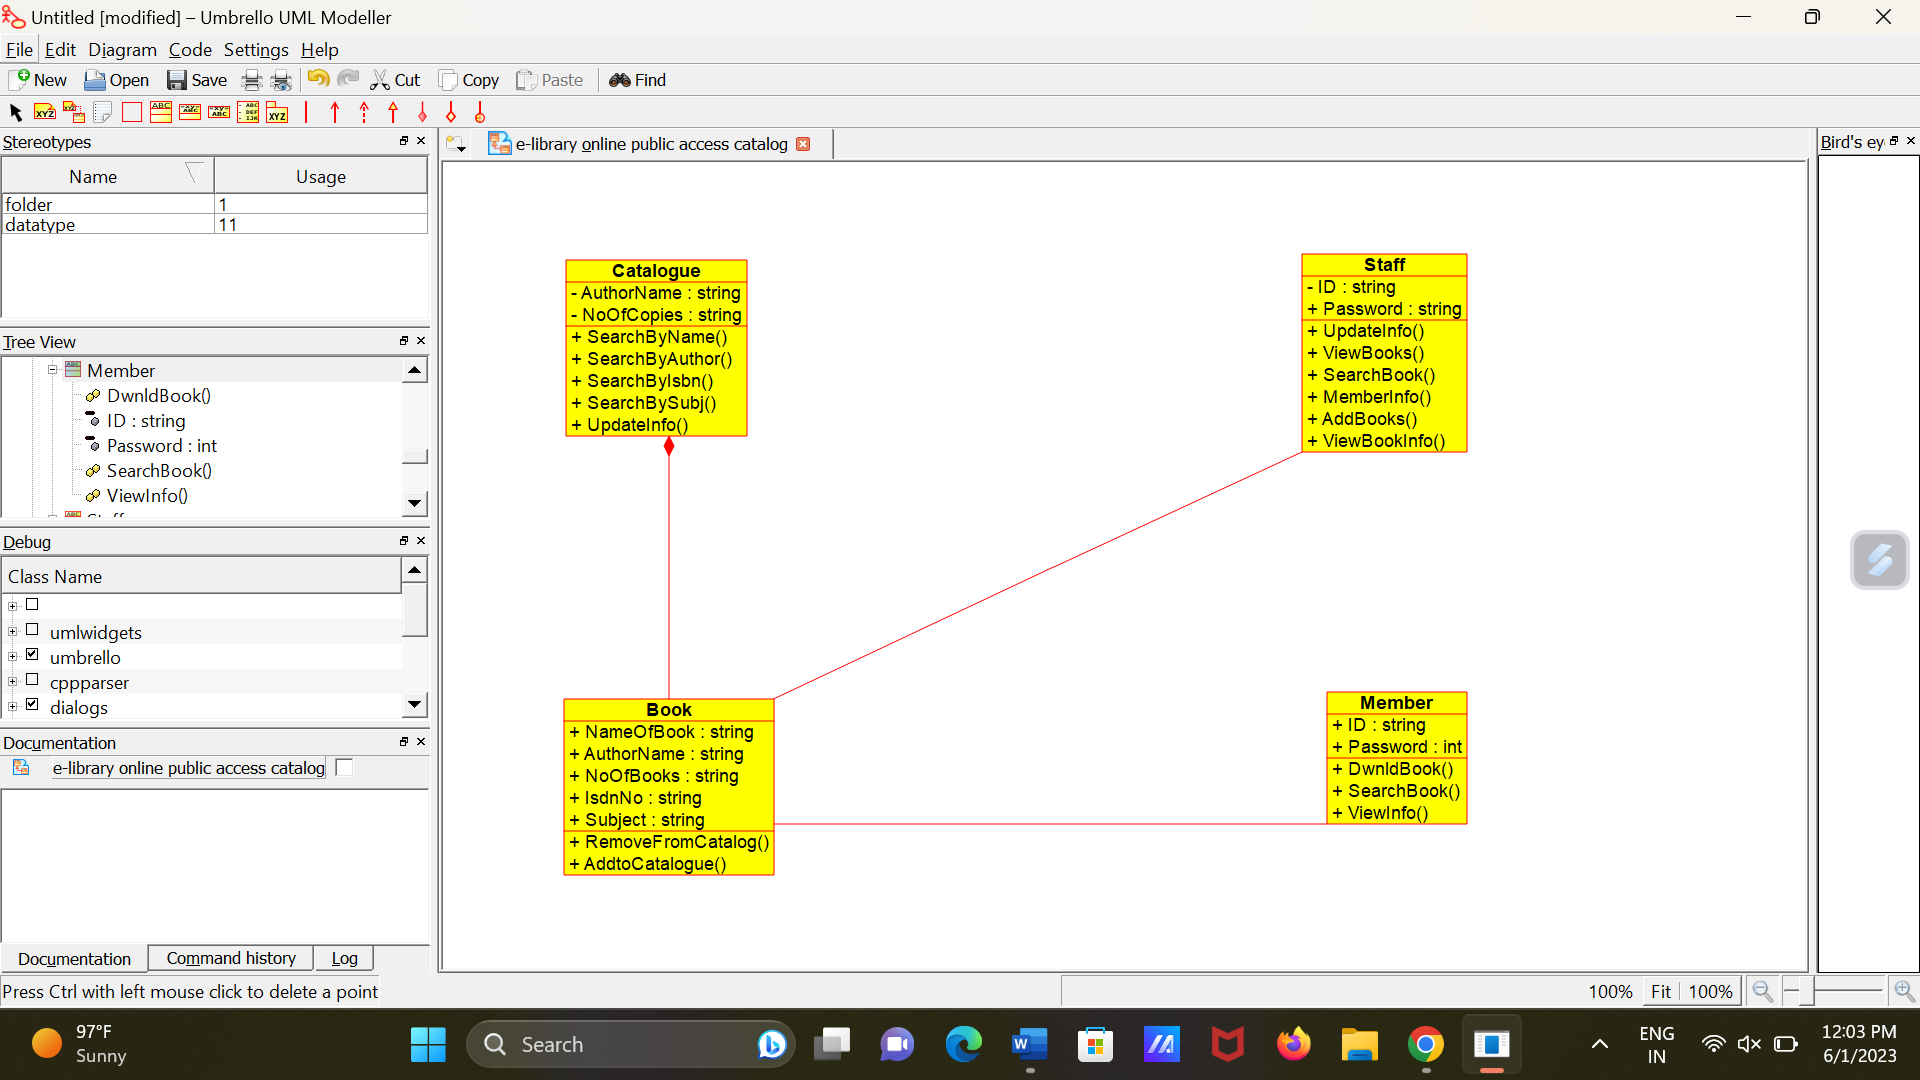 Untitled [modified] – Umbrello UML Modeller
File Edit Diagram Code Settings Help
New Open Save Cut Copy Paste Find
Stereotypes
Name Usage
folder 1
datatype 11
Tree View
Member
DwnldBook()
ID : string
Password : int
SearchBook()
ViewInfo()
Debug
Class Name
umlwidgets
umbrello
cppparser
dialogs
Documentation
e-library online public access catalog
Documentation Command history Log
Press Ctrl with left mouse click to delete a point
e-library online public access catalog
Bird's ey
Catalogue
- AuthorName : string
- NoOfCopies : string
+ SearchByName()
+ SearchByAuthor()
+ SearchByIsbn()
+ SearchBySubj()
+ UpdateInfo()
Staff
- ID : string
+ Password : string
+ UpdateInfo()
+ ViewBooks()
+ SearchBook()
+ MemberInfo()
+ AddBooks()
+ ViewBookInfo()
Book
+ NameOfBook : string
+ AuthorName : string
+ NoOfBooks : string
+ IsdnNo : string
+ Subject : string
+ RemoveFromCatalog()
+ AddtoCatalogue()
Member
+ ID : string
+ Password : int
+ DwnldBook()
+ SearchBook()
+ ViewInfo()
100% Fit 100%
97°F
Sunny
Search
ENG
IN
12:03 PM
6/1/2023